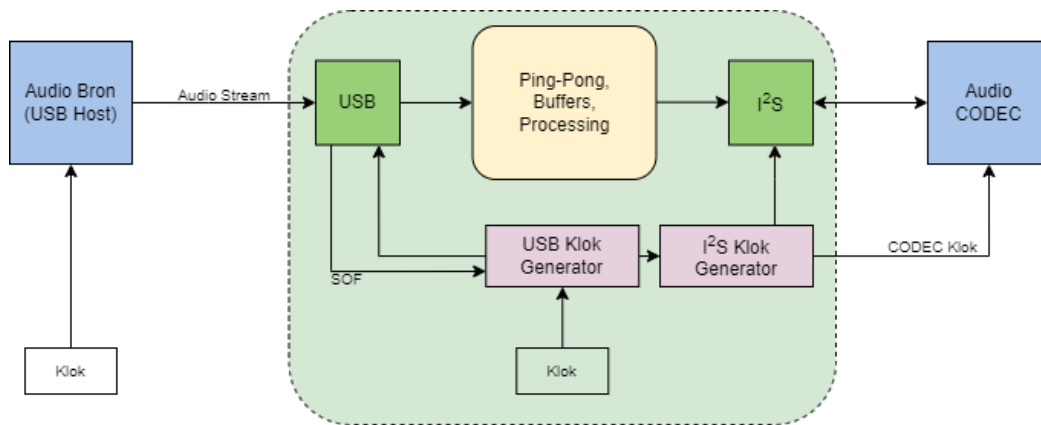 Audio Bron
(USB Host)
Audio Stream
USB
Ping-Pong,
Buffers,
Processing
I²S
Audio
CODEC
SOF
USB Klok
Generator
I²S Klok
Generator
CODEC Klok
Klok
Klok